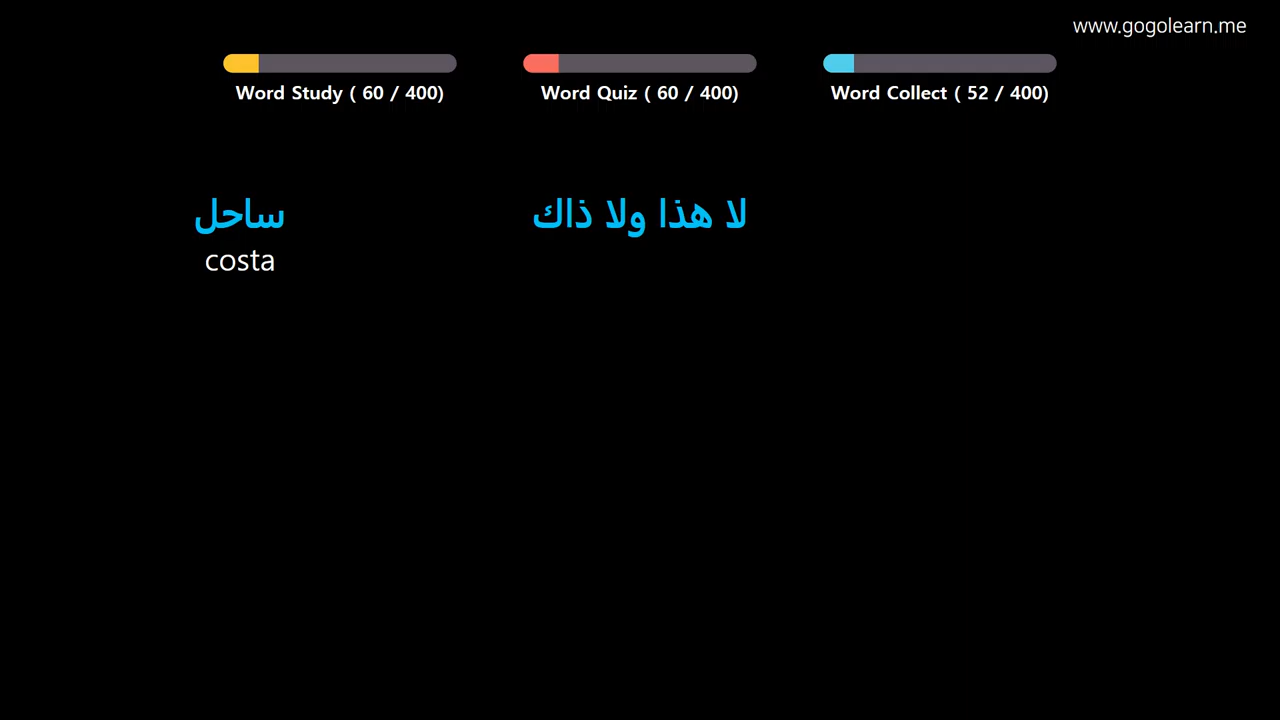 www.gogolearn.me
Word Study ( 60 / 400)
Word Quiz ( 60 / 400)
Word Collect ( 52 / 400)
ساحل
costa
لا هذا ولا ذاك